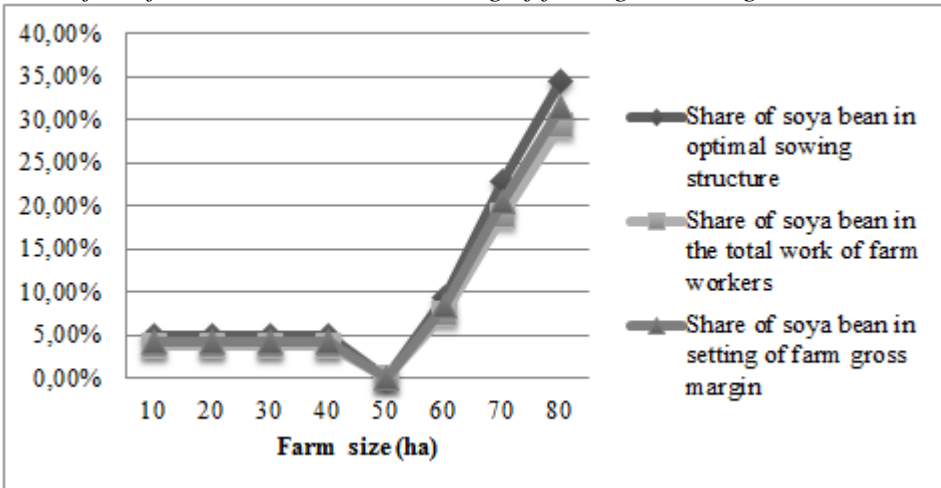 40,00%
35,00%
30,00%
25,00%
20,00%
15,00%
10,00%
5,00%
0,00%
10 20 30 40 50 60 70 80
Farm size (ha)
Share of soya bean in
optimal sowing
structure
Share of soya bean in
the total work of farm
workers
Share of soya bean in
setting of farm gross
margin